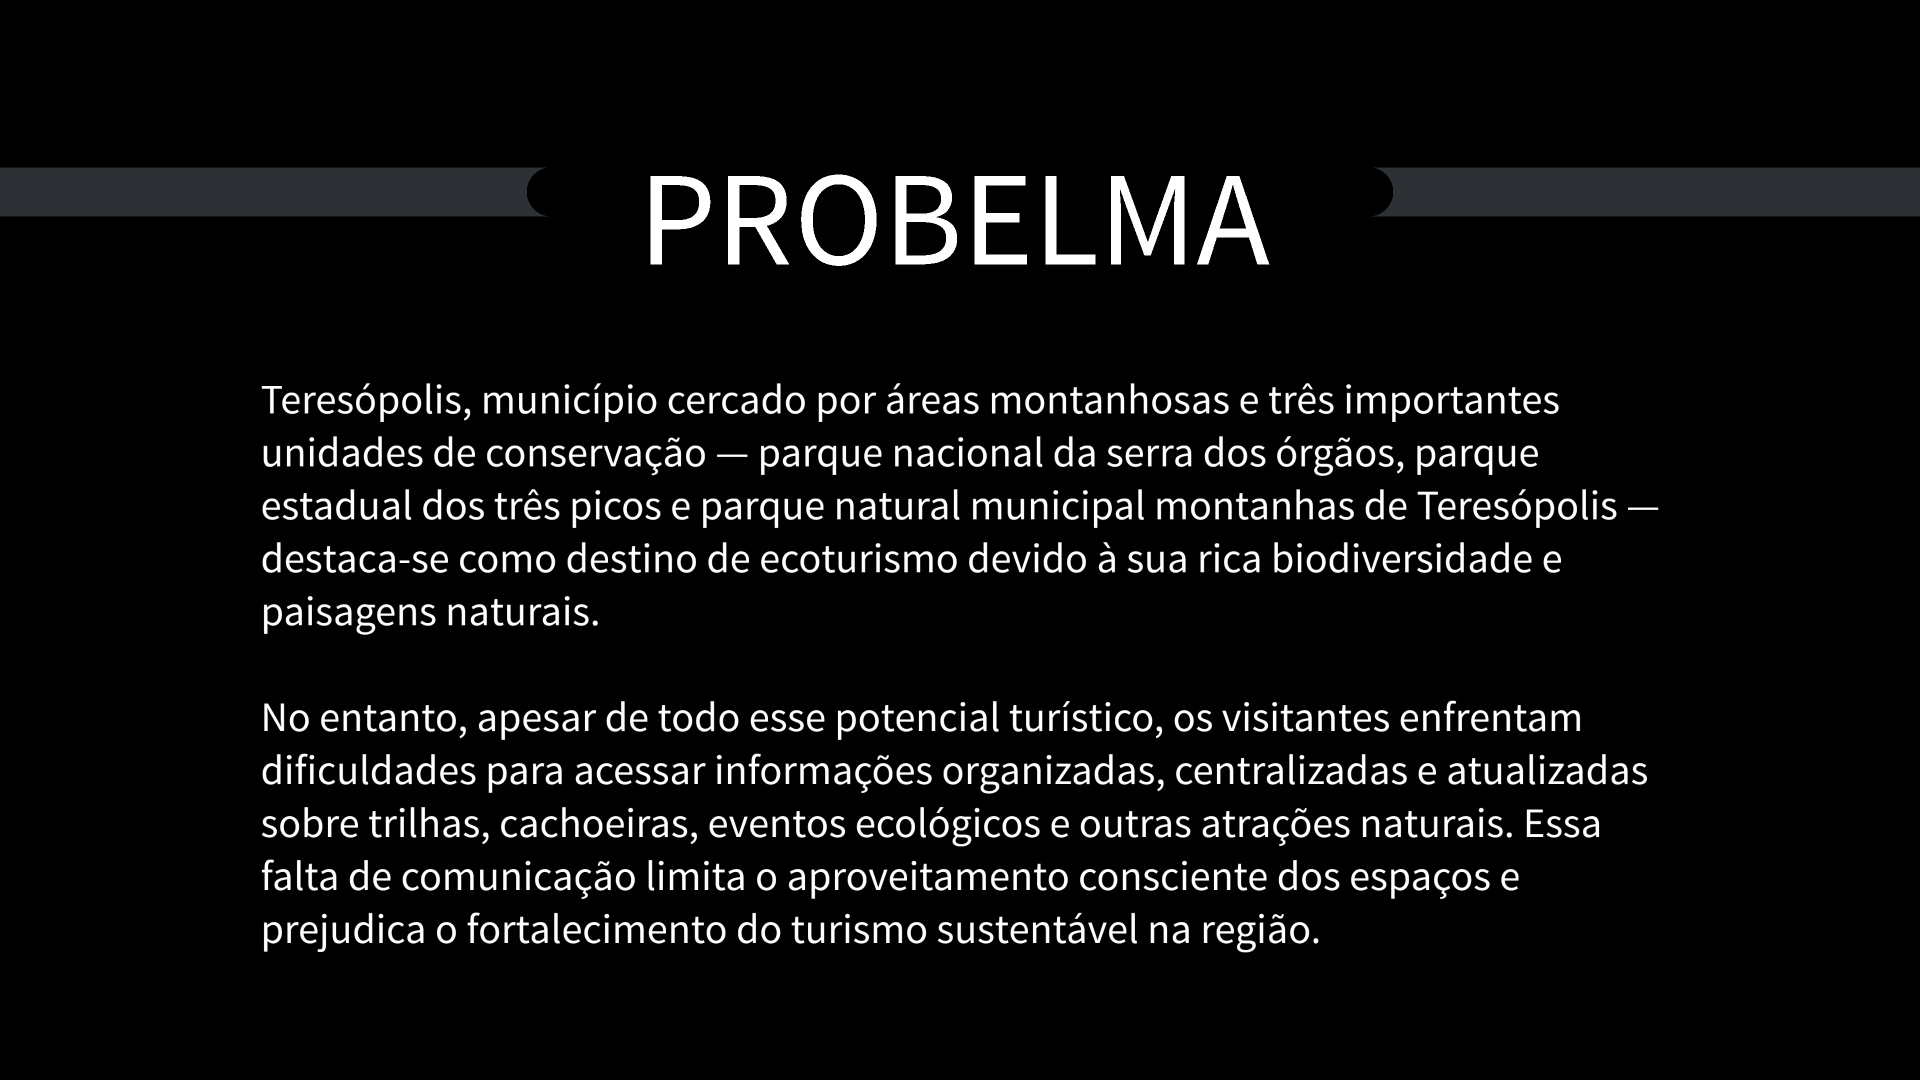 PROBELMA
Teresópolis, município cercado por áreas montanhosas e três importantes
unidades de conservação — parque nacional da serra dos órgãos, parque
estadual dos três picos e parque natural municipal montanhas de Teresópolis —
destaca-se como destino de ecoturismo devido à sua rica biodiversidade e
paisagens naturais.
No entanto, apesar de todo esse potencial turístico, os visitantes enfrentam
dificuldades para acessar informações organizadas, centralizadas e atualizadas
sobre trilhas, cachoeiras, eventos ecológicos e outras atrações naturais. Essa
falta de comunicação limita o aproveitamento consciente dos espaços e
prejudica o fortalecimento do turismo sustentável na região.